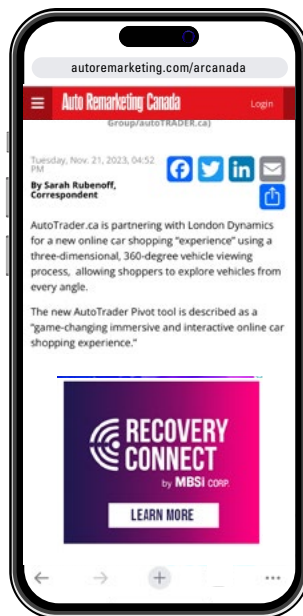 autoremarketing.com/arcanada
Auto Remarketing Canada
Login
Group/autoTRADER.ca)
Tuesday, Nov. 21, 2023, 04:52
PM
By Sarah Rubenoff,
Correspondent
AutoTrader.ca is partnering with London Dynamics
for a new online car shopping "experience" using a
three-dimensional, 360-degree vehicle viewing
process, allowing shoppers to explore vehicles from
every angle.
The new AutoTrader Pivot tool is described as a
"game-changing immersive and interactive online car
shopping experience."
RECOVERY
CONNECT
by MBSi CORP.
LEARN MORE